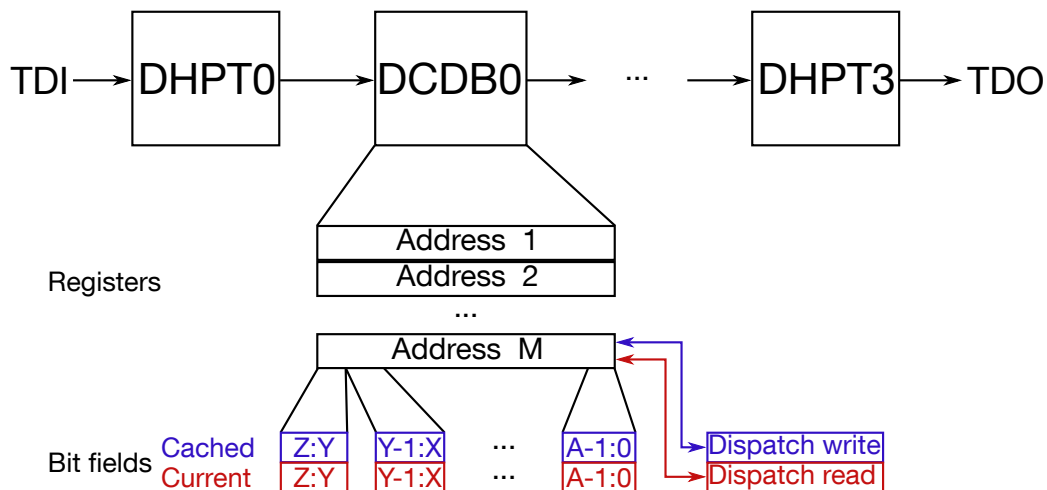 TDI DHPT0 DCDB0 ... DHPT3 TDO
Address 1
Registers Address 2
...
Address M
Cached Z:Y Y-1:X ... A-1:0 Dispatch write
Bit fields
Current Z:Y Y-1:X ... A-1:0 Dispatch read